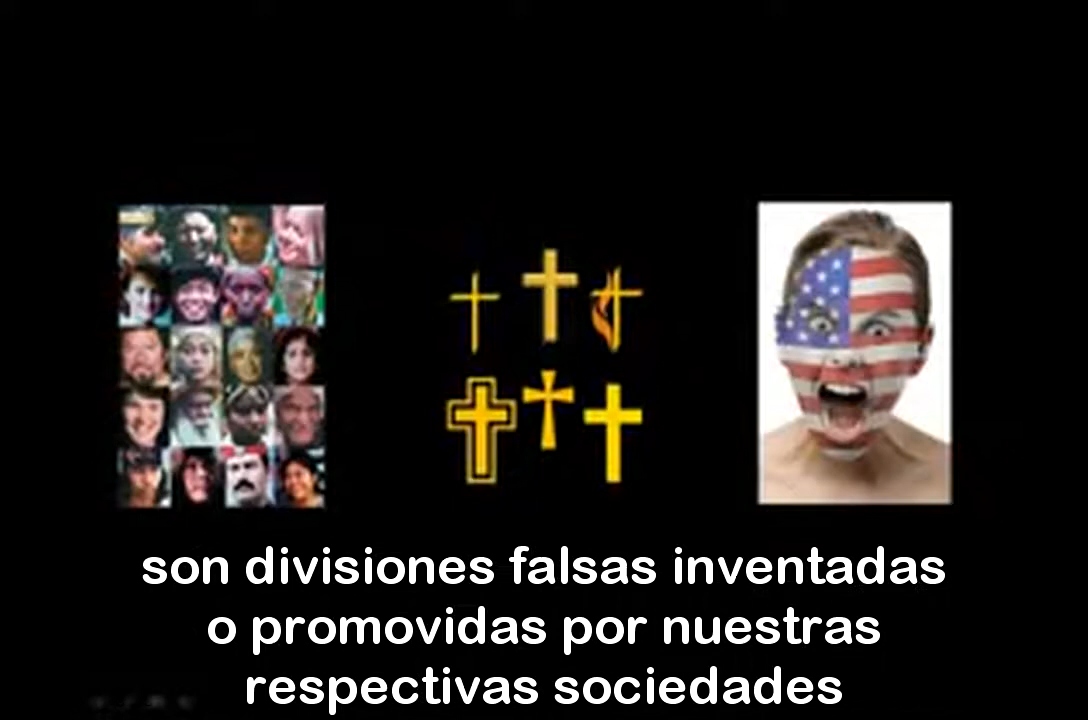 son divisiones falsas inventadas
o promovidas por nuestras
respectivas sociedades